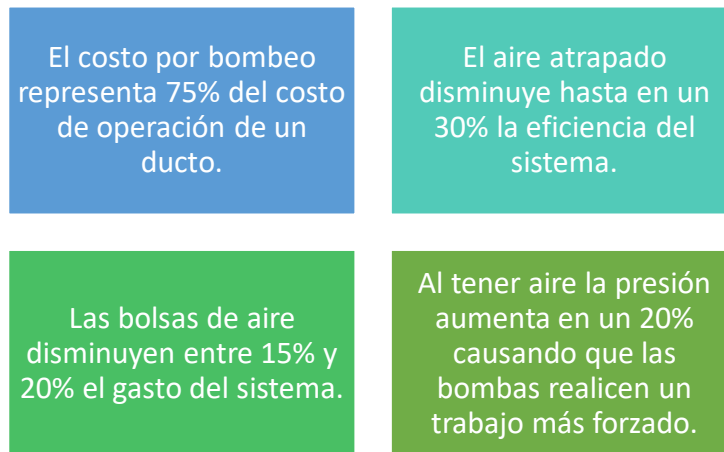 El costo por bombeo
representa 75% del costo
de operación de un
ducto.
El aire atrapado
disminuye hasta en un
30% la eficiencia del
sistema.
Las bolsas de aire
disminuyen entre 15% y
20% el gasto del sistema.
Al tener aire la presión
aumenta en un 20%
causando que las
bombas realicen un
trabajo más forzado.